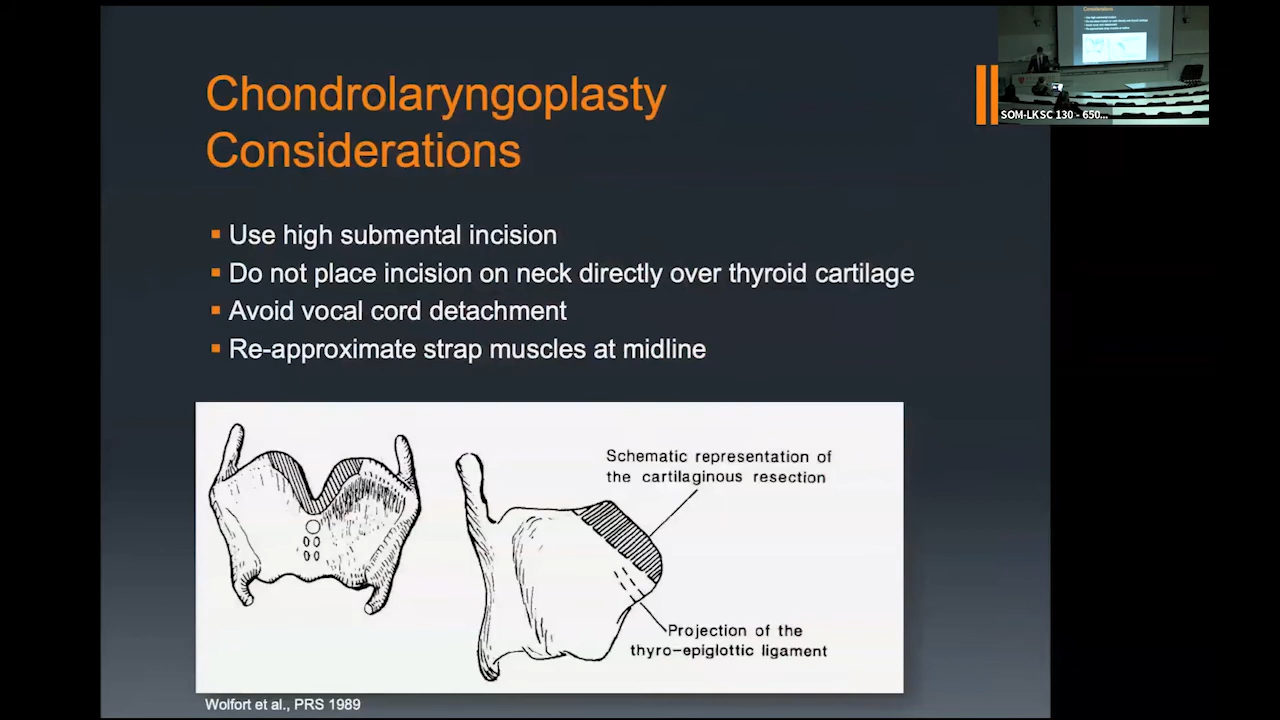 Chondrolaryngoplasty
Considerations
Use high submental incision
Do not place incision on neck directly over thyroid cartilage
Avoid vocal cord detachment
Re-approximate strap muscles at midline
Schematic representation of
the cartilaginous resection
Projection of the
thyro-epiglottic ligament
Wolfort et al., PRS 1989
Considerations
SOM-LKSC 130 - 650...